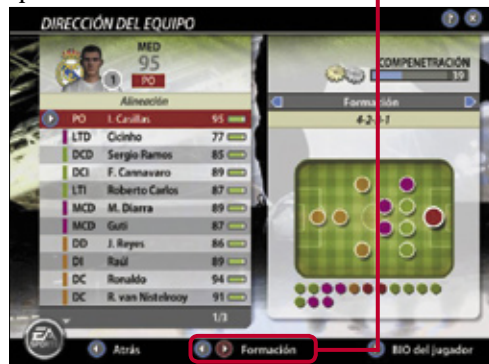 DIRECCIÓN DEL EQUIPO
MED
95
1 PO
COMPENETRACIÓN
19
Alineación
Formación
4-2-3-1
PO I. Casillas 95
LTD Cicinho 77
DCD Sergio Ramos 85
DCI F. Cannavaro 89
LTI Roberto Carlos 87
MCD M. Diarra 89
MCD Guti 87
DD J. Reyes 86
DI Raúl 89
DC Ronaldo 94
DC R. van Nistelrooy 91
1/3
EA
Atrás
Formación
BIO del jugador